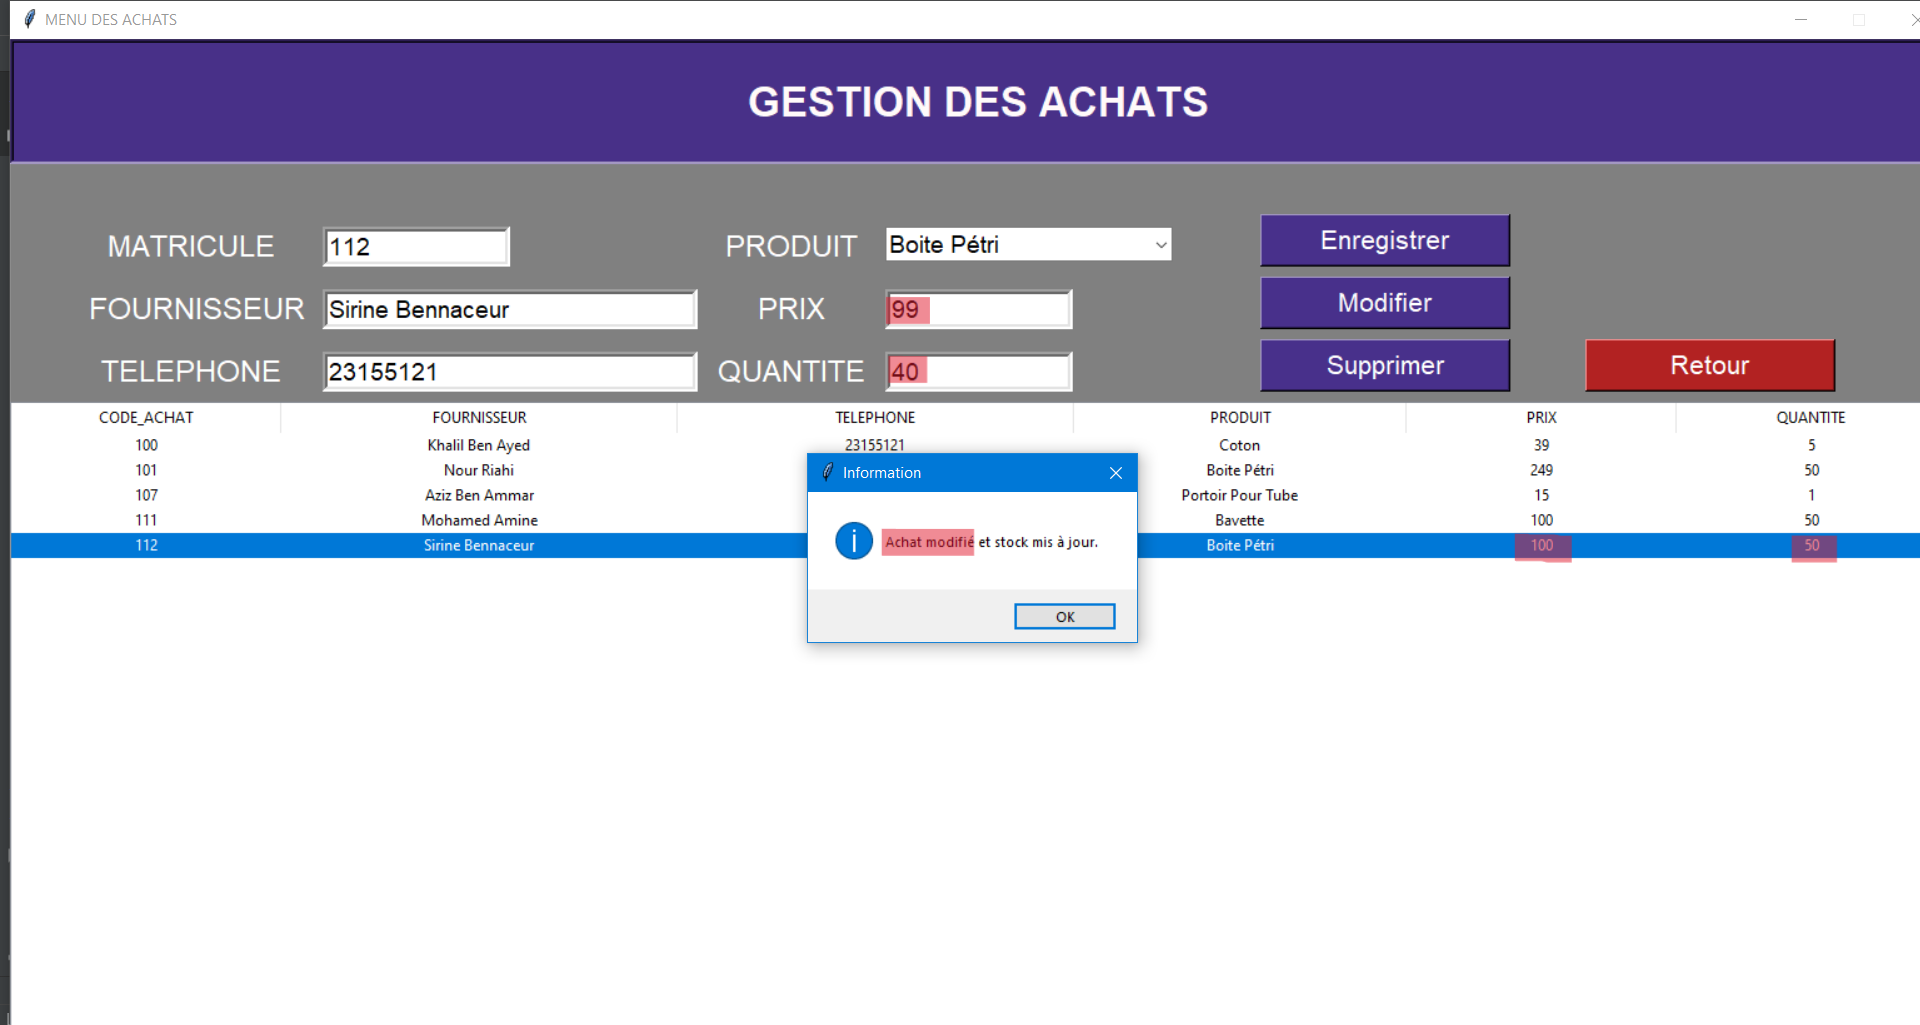 MENU DES ACHATS
GESTION DES ACHATS
MATRICULE 112 PRODUIT Boite Pétri Enregistrer
FOURNISSEUR Sirine Bennaceur PRIX 99 Modifier
TELEPHONE 23155121 QUANTITE 40 Supprimer Retour
CODE_ACHAT FOURNISSEUR TELEPHONE PRODUIT PRIX QUANTITE
100 Khalil Ben Ayed 23155121 Coton 39 5
101 Nour Riahi Boite Pétri 249 50
107 Aziz Ben Ammar Portoir Pour Tube 15 1
111 Mohamed Amine Bavette 100 50
112 Sirine Bennaceur Boite Pétri 100 50
Information
Achat modifié et stock mis à jour.
OK